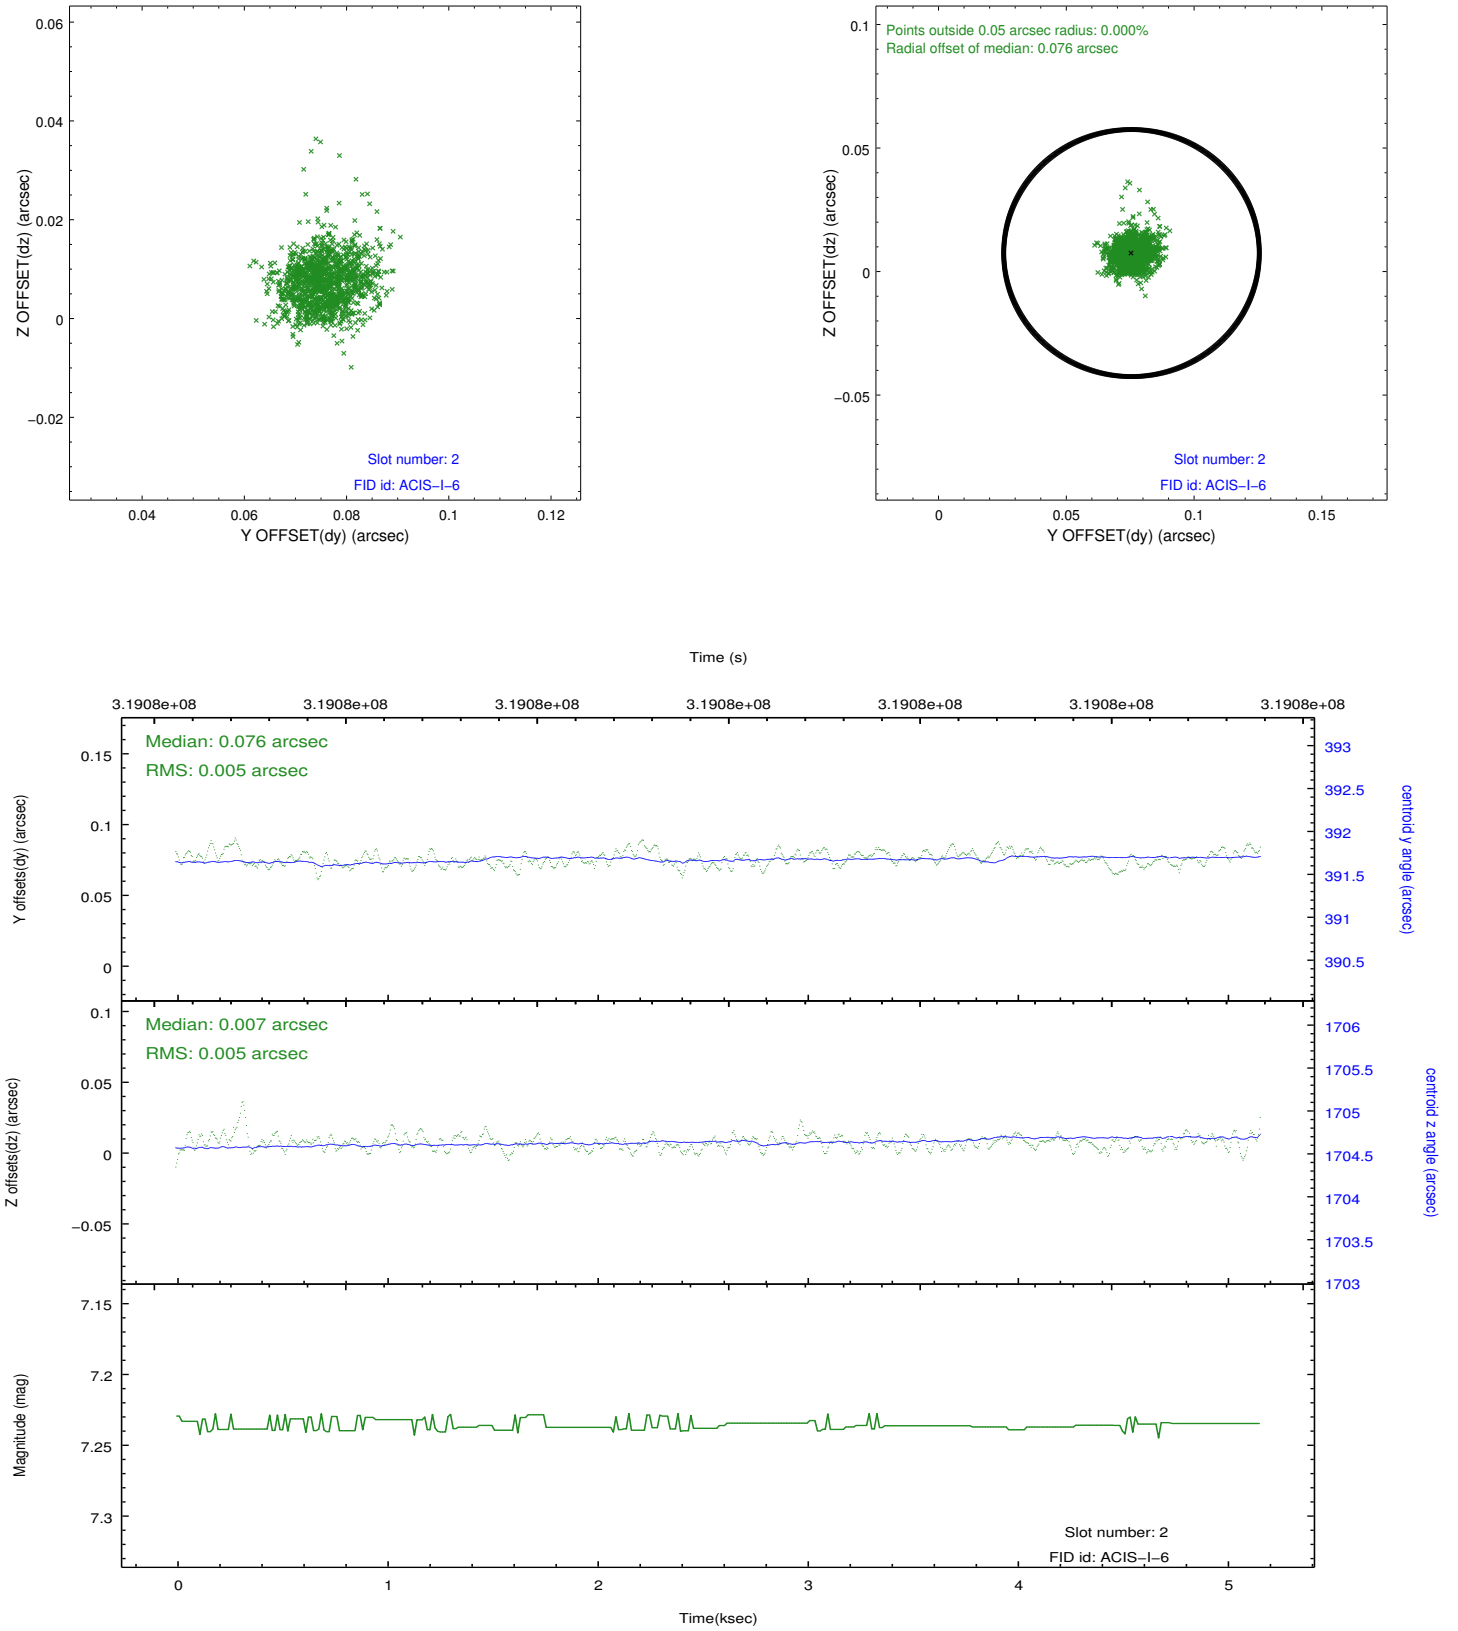 0.06
0.04
0.02
0
−0.02
Z OFFSET(dz) (arcsec)
Slot number: 2
FID id: ACIS−I−6
0.04 0.06 0.08 0.1 0.12
Y OFFSET(dy) (arcsec)
Points outside 0.05 arcsec radius: 0.000%
Radial offset of median: 0.076 arcsec
0.1
0.05
0
−0.05
Z OFFSET(dz) (arcsec)
Slot number: 2
FID id: ACIS−I−6
0 0.05 0.1 0.15
Y OFFSET(dy) (arcsec)
Time (s)
3.1908e+08 3.1908e+08 3.1908e+08 3.1908e+08 3.1908e+08 3.1908e+08 3.1908e+08
Median: 0.076 arcsec
RMS: 0.005 arcsec
0.15
0.1
0.05
0
Y offsets(dy) (arcsec)
393
392.5
392
391.5
391
390.5
centroid y angle (arcsec)
Median: 0.007 arcsec
RMS: 0.005 arcsec
0.1
0.05
0
−0.05
Z offsets(dz) (arcsec)
1706
1705.5
1705
1704.5
1704
1703.5
1703
centroid z angle (arcsec)
7.15
7.2
7.25
7.3
Magnitude (mag)
Slot number: 2
FID id: ACIS−I−6
0 1 2 3 4 5
Time(ksec)